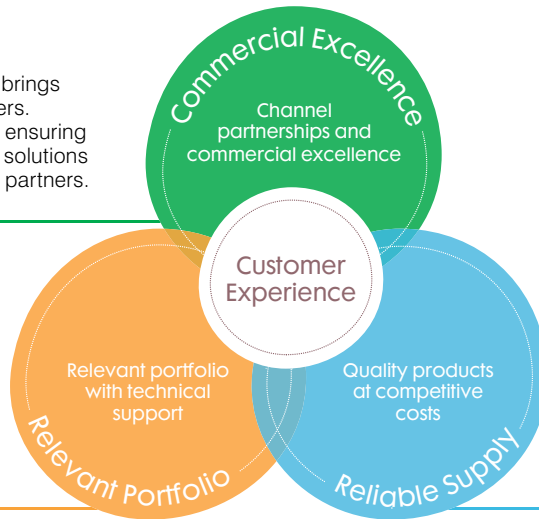 Commercial Excellence
brings
ers.
ensuring
solutions
partners.
Channel
partnerships and
commercial excellence
Customer
Experience
Relevant portfolio
with technical
support
Quality products
at competitive
costs
Relevant Portfolio
Reliable Supply